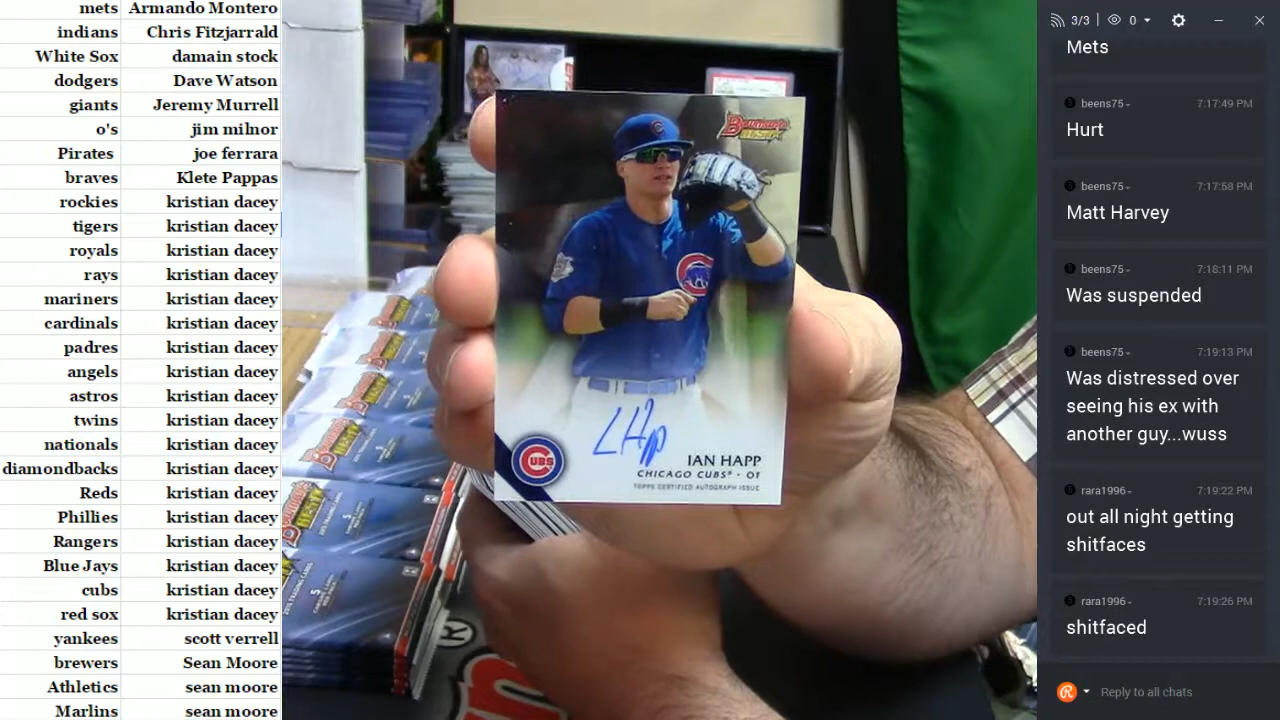 mets Armando Montero
indians Chris Fitzjarrald
White Sox damain stock
dodgers Dave Watson
giants Jeremy Murrell
o's jim milnor
Pirates joe ferrara
braves Klete Pappas
rockies kristian dacey
tigers kristian dacey
royals kristian dacey
rays kristian dacey
mariners kristian dacey
cardinals kristian dacey
padres kristian dacey
angels kristian dacey
astros kristian dacey
twins kristian dacey
nationals kristian dacey
diamondbacks kristian dacey
Reds kristian dacey
Phillies kristian dacey
Rangers kristian dacey
Blue Jays kristian dacey
cubs kristian dacey
red sox kristian dacey
yankees scott verrell
brewers Sean Moore
Athletics sean moore
Marlins sean moore
Bowman's
BEST
CUBS
IAN HAPP
CHICAGO CUBS • OF
TOPPS CERTIFIED AUTOGRAPH ISSUE
3/3 0
Mets
beens75 7:17:49 PM
Hurt
beens75 7:17:58 PM
Matt Harvey
beens75 7:18:11 PM
Was suspended
beens75 7:19:13 PM
Was distressed over
seeing his ex with
another guy...wuss
rara1996 7:19:22 PM
out all night getting
shitfaces
rara1996 7:19:26 PM
shitfaced
Reply to all chats